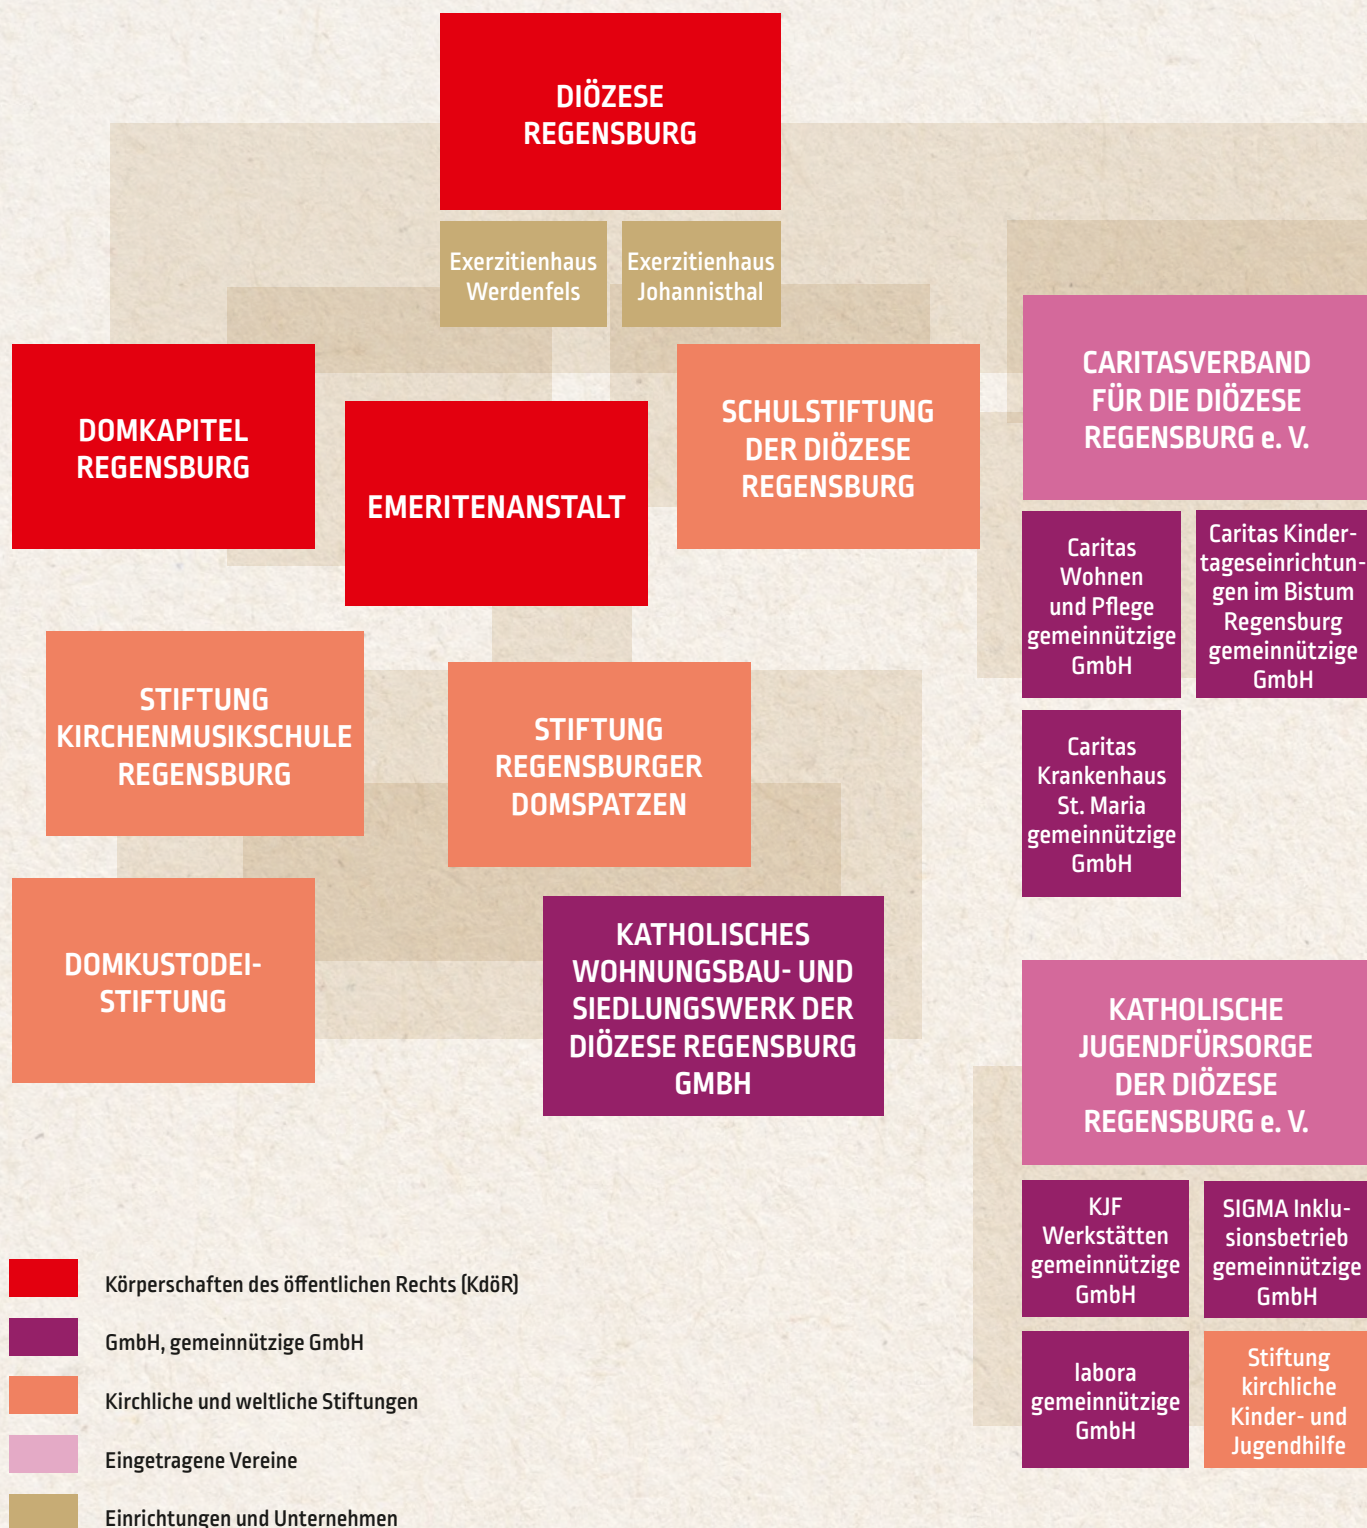 DIÖZESE
REGENSBURG
Exerzitienhaus
Werdenfels
Exerzitienhaus
Johannisthal
DOMKAPITEL
REGENSBURG
EMERITENANSTALT
SCHULSTIFTUNG
DER DIÖZESE
REGENSBURG
CARITASVERBAND
FÜR DIE DIÖZESE
REGENSBURG e. V.
Caritas
Wohnen
und Pflege
gemeinnützige
GmbH
Caritas Kinder-
tageseinrichtun-
gen im Bistum
Regensburg
gemeinnützige
GmbH
Caritas
Krankenhaus
St. Maria
gemeinnützige
GmbH
STIFTUNG
KIRCHENMUSIKSCHULE
REGENSBURG
STIFTUNG
REGENSBURGER
DOMSPATZEN
DOMKUSTODEI-
STIFTUNG
KATHOLISCHES
WOHNUNGSBAU- UND
SIEDLUNGSWERK DER
DIÖZESE REGENSBURG
GMBH
KATHOLISCHE
JUGENDFÜRSORGE
DER DIÖZESE
REGENSBURG e. V.
KJF
Werkstätten
gemeinnützige
GmbH
SIGMA Inklu-
sionsbetrieb
gemeinnützige
GmbH
labora
gemeinnützige
GmbH
Stiftung
kirchliche
Kinder- und
Jugendhilfe
Körperschaften des öffentlichen Rechts (KdöR)
GmbH, gemeinnützige GmbH
Kirchliche und weltliche Stiftungen
Eingetragene Vereine
Einrichtungen und Unternehmen